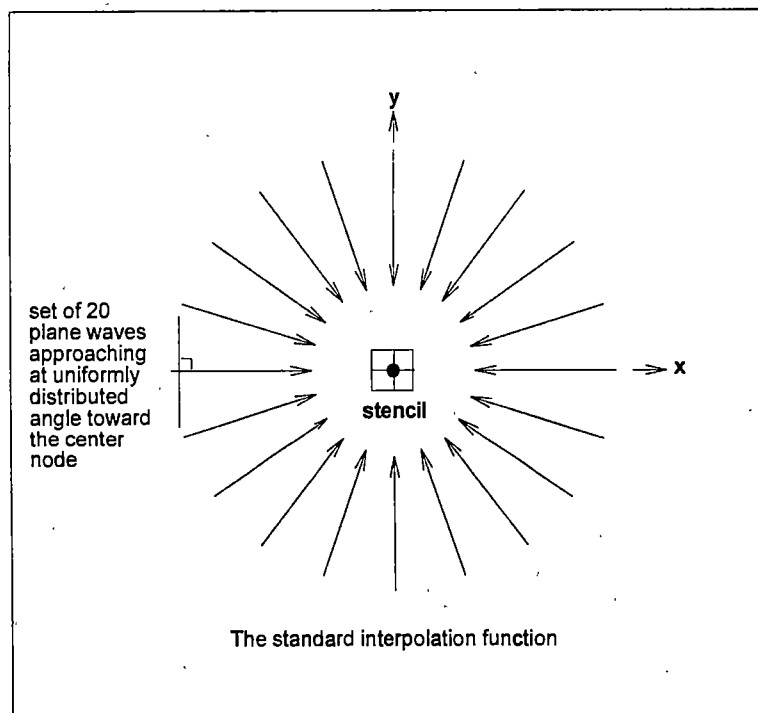 y
set of 20
plane waves
approaching
at uniformly
distributed
angle toward
the center
node
x
stencil
The standard interpolation function